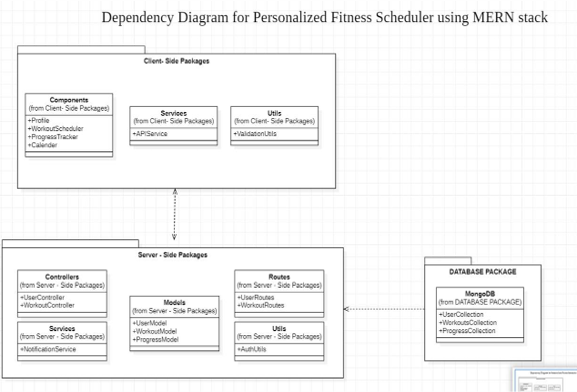 Dependency Diagram for Personalized Fitness Scheduler using MERN stack
Client- Side Packages
Components
(from Client- Side Packages)
+Profile
+WorkoutScheduler
+ProgressTracker
+Calender
Services
(from Client- Side Packages)
+APIService
Utils
(from Client- Side Packages)
+ValidationUtils
Server - Side Packages
Controllers
(from Server - Side Packages)
+UserController
+WorkoutController
Services
(from Server - Side Packages)
+NotificationService
Models
(from Server - Side Packages)
+UserModel
+WorkoutModel
+ProgressModel
Routes
(from Server - Side Packages)
+UserRoutes
+WorkoutRoutes
Utils
(from Server - Side Packages)
+AuthUtils
DATABASE PACKAGE
MongoDB
(from DATABASE PACKAGE)
+UserCollection
+WorkoutsCollection
+ProgressCollection